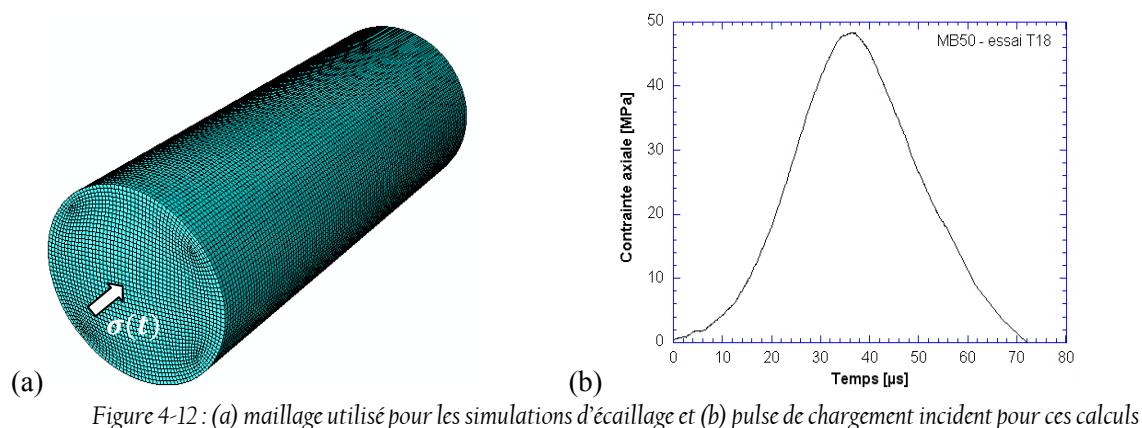 σ(t)
(a)
MB50 - essai T18
Contrainte axiale [MPa]
50
40
30
20
10
0
0 10 20 30 40 50 60 70 80
Temps [µs]
(b)
Figure 4-12 : (a) maillage utilisé pour les simulations d'écaillage et (b) pulse de chargement incident pour ces calculs